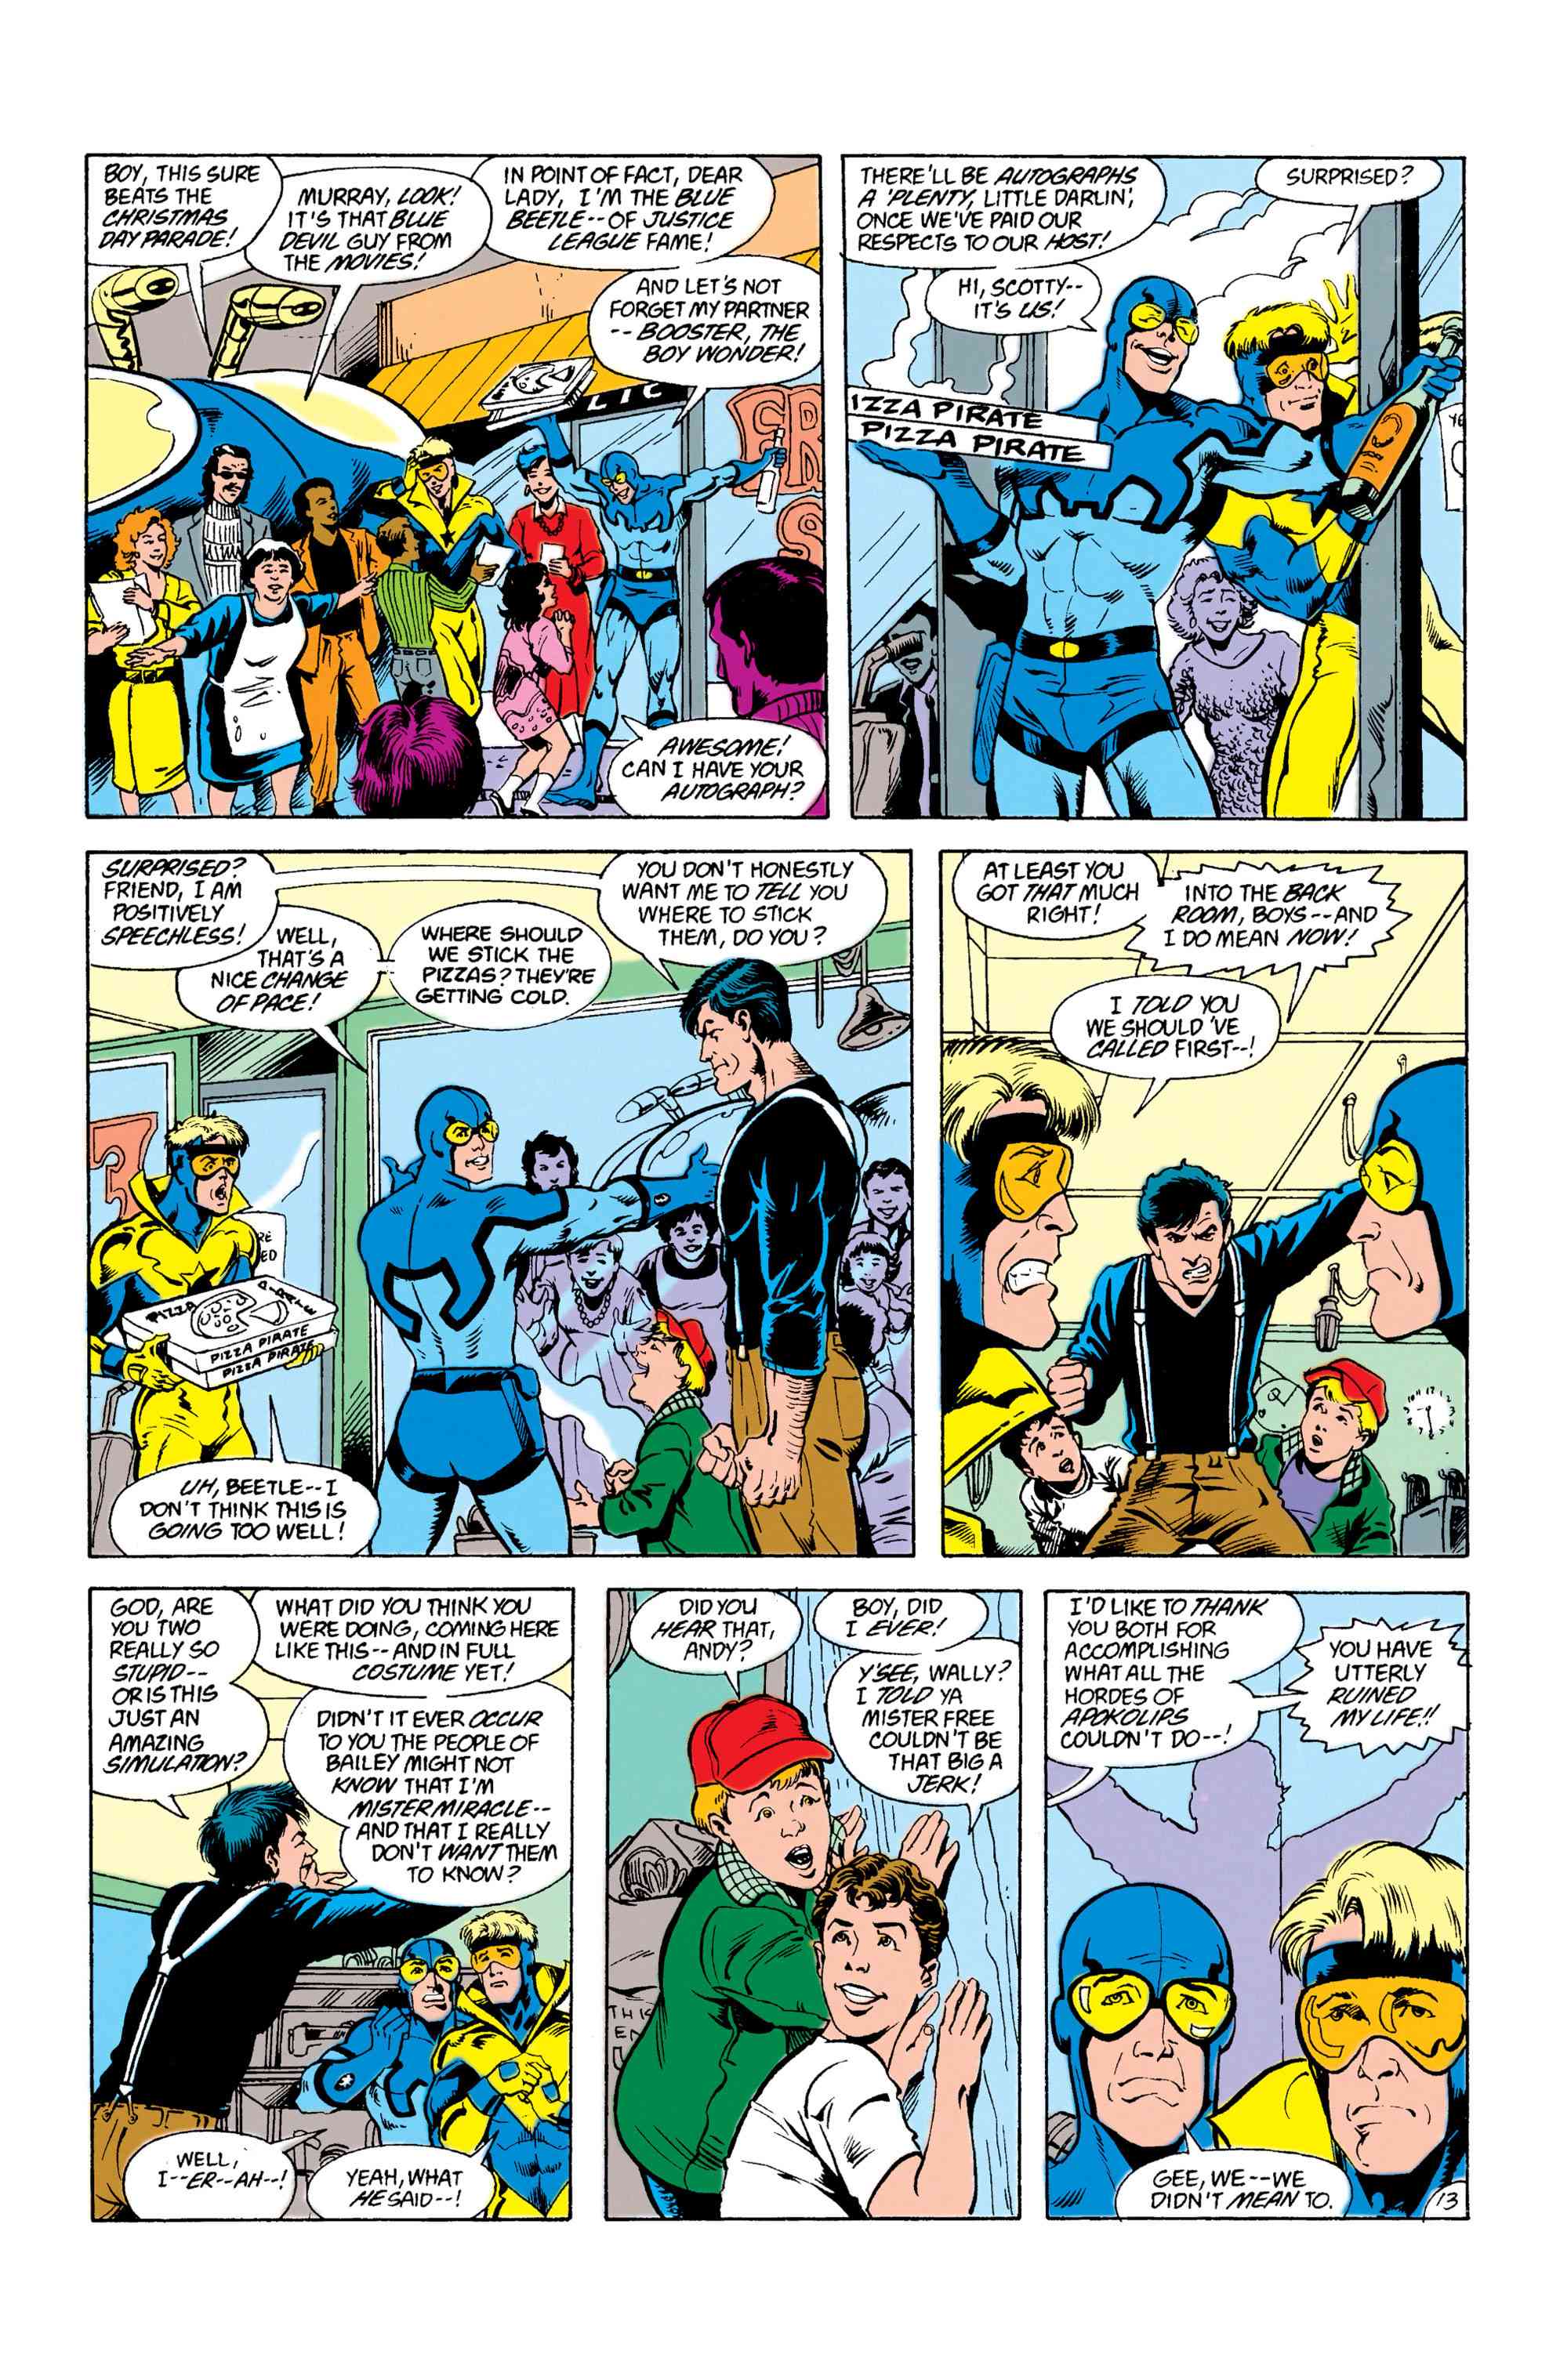 BOY, THIS SURE
BEATS THE
CHRISTMAS
DAY PARADE!
MURRAY, LOOK!
IT'S THAT BLUE
DEVIL GUY FROM
THE MOVIES!
IN POINT OF FACT, DEAR
LADY, I'M THE BLUE
BEETLE--OF JUSTICE
LEAGUE FAME!
AND LET'S NOT
FORGET MY PARTNER
--BOOSTER, THE
BOY WONDER!
LIC
FR
S
AWESOME!
CAN I HAVE YOUR
AUTOGRAPH?
THERE'LL BE AUTOGRAPHS
A 'PLENTY, LITTLE DARLIN',
ONCE WE'VE PAID OUR
RESPECTS TO OUR HOST!
HI, SCOTTY--
IT'S US!
SURPRISED?
IZZA PIRATE
PIZZA PIRATE
SURPRISED?
FRIEND, I AM
POSITIVELY
SPEECHLESS!
WELL,
THAT'S A
NICE CHANGE
OF PACE!
WHERE SHOULD
WE STICK THE
PIZZAS? THEY'RE
GETTING COLD.
YOU DON'T HONESTLY
WANT ME TO TELL YOU
WHERE TO STICK
THEM, DO YOU?
PIZZA PIRATE
PIZZA PIRATE
PIZZA PIRATE
UH, BEETLE--I
DON'T THINK THIS IS
GOING TOO WELL!
AT LEAST YOU
GOT THAT MUCH
RIGHT!
INTO THE BACK
ROOM, BOYS--AND
I DO MEAN NOW!
I TOLD YOU
WE SHOULD'VE
CALLED FIRST--!
GOD, ARE
YOU TWO
REALLY SO
STUPID--
OR IS THIS
JUST AN
AMAZING
SIMULATION?
WHAT DID YOU THINK YOU
WERE DOING, COMING HERE
LIKE THIS--AND IN FULL
COSTUME YET!
DIDN'T IT EVER OCCUR
TO YOU THE PEOPLE OF
BAILEY MIGHT NOT
KNOW THAT I'M
MISTER MIRACLE--
AND THAT I REALLY
DON'T WANT THEM
TO KNOW?
WELL,
I--ER--AH--!
YEAH, WHAT
HE SAID--!
DID YOU
HEAR THAT,
ANDY?
BOY, DID
I EVER!
Y'SEE, WALLY?
I TOLD YA
MISTER FREE
COULDN'T BE
THAT BIG A
JERK!
THIS
EN
I'D LIKE TO THANK
YOU BOTH FOR
ACCOMPLISHING
WHAT ALL THE
HORDES OF
APOKOLIPS
COULDN'T DO--!
YOU HAVE
UTTERLY
RUINED
MY LIFE!!
GEE, WE--WE
DIDN'T MEAN TO.
13